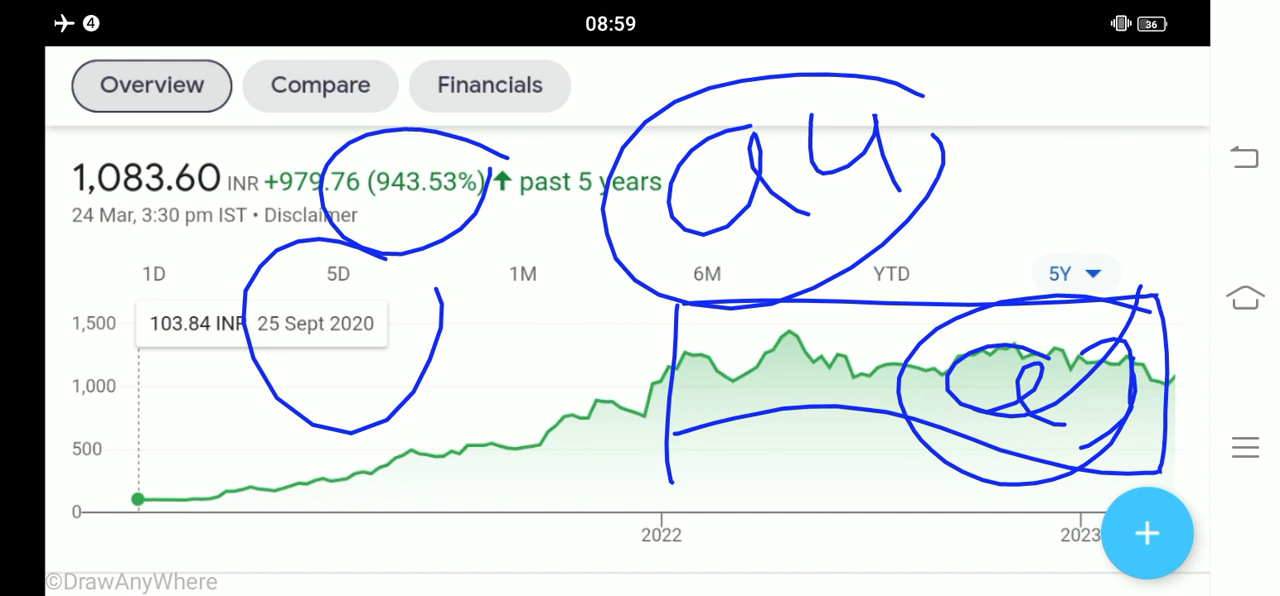 4 08:59 36
Overview Compare Financials
1,083.60 INR +979.76 (943.53%) ↑ past 5 years
24 Mar, 3:30 pm IST • Disclaimer
1D 5D 1M 6M YTD 5Y
103.84 INR 25 Sept 2020
1,500
1,000
500
0
2022 2023
+
©DrawAnyWhere